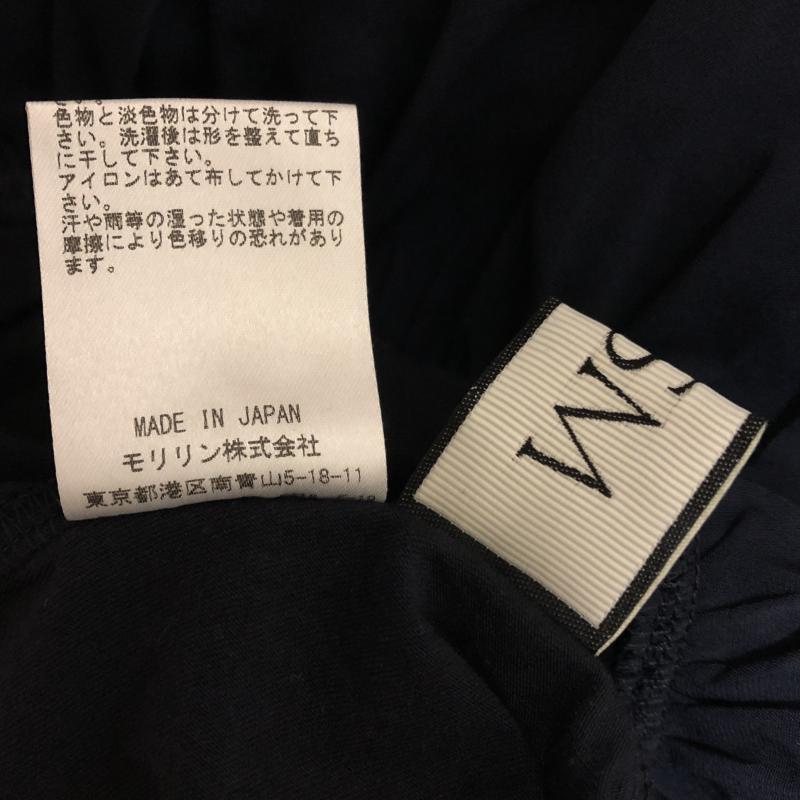 色物と淡色物は分けて洗って下
さい。洗濯後は形を整えて直ち
に干して下さい。
アイロンはあて布してかけて下
さい。
汗や雨等の湿った状態や着用の
摩擦により色移りの恐れがあり
ます。
MADE IN JAPAN
モリリン株式会社
東京都港区南青山5-18-11
S
M